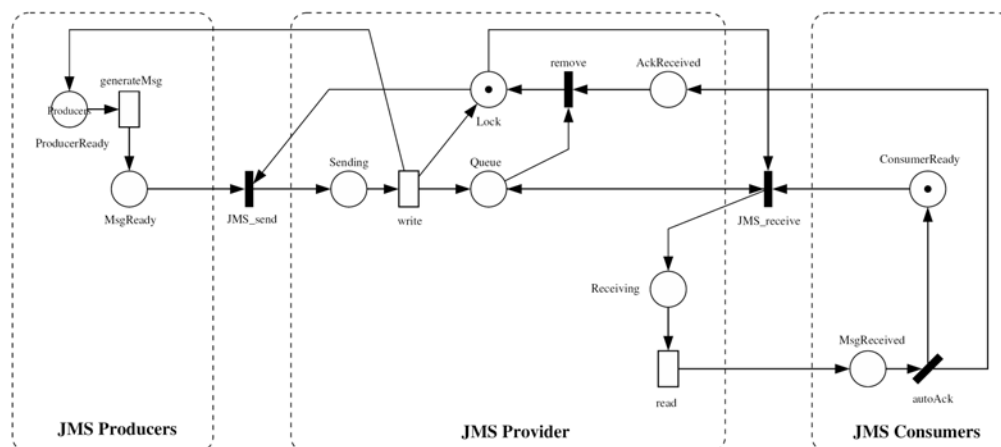 generateMsg
remove
AckReceived
Producers
Lock
ProducerReady
Sending
Queue
ConsumerReady
MsgReady
JMS_send
write
JMS_receive
Receiving
MsgReceived
read
autoAck
JMS Producers
JMS Provider
JMS Consumers